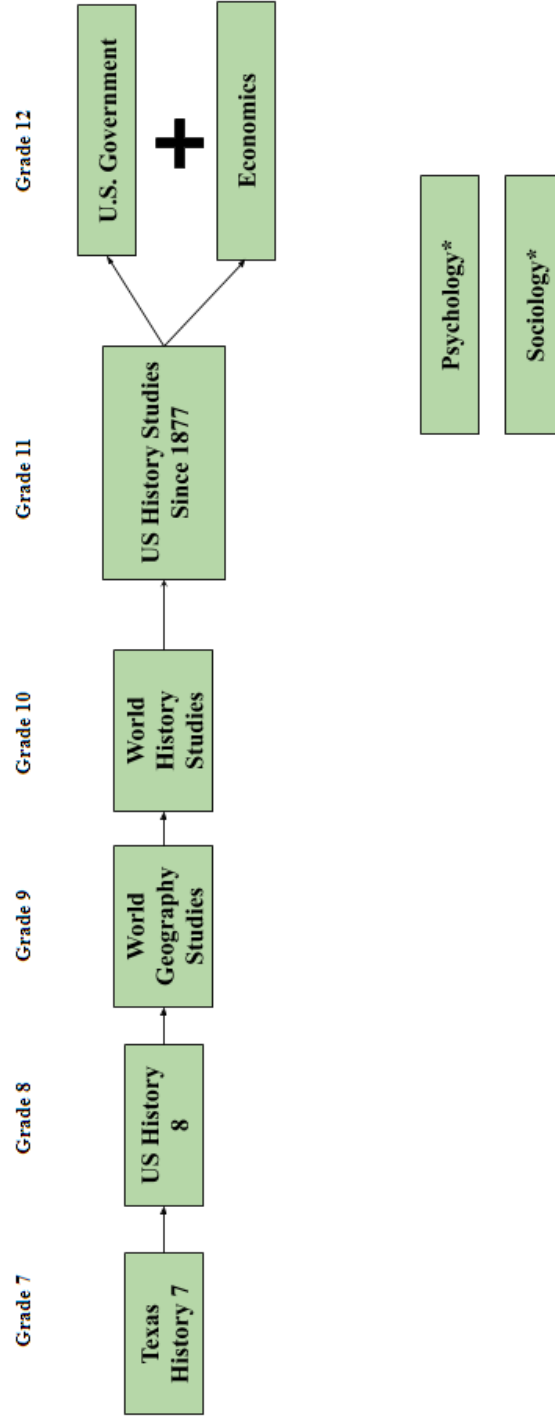 Grade 7
Grade 8
Grade 9
Grade 10
Grade 11
Grade 12
Texas
History 7
US History
8
World
Geography
Studies
World
History
Studies
US History Studies
Since 1877
U.S. Government
+
Economics
Psychology*
Sociology*